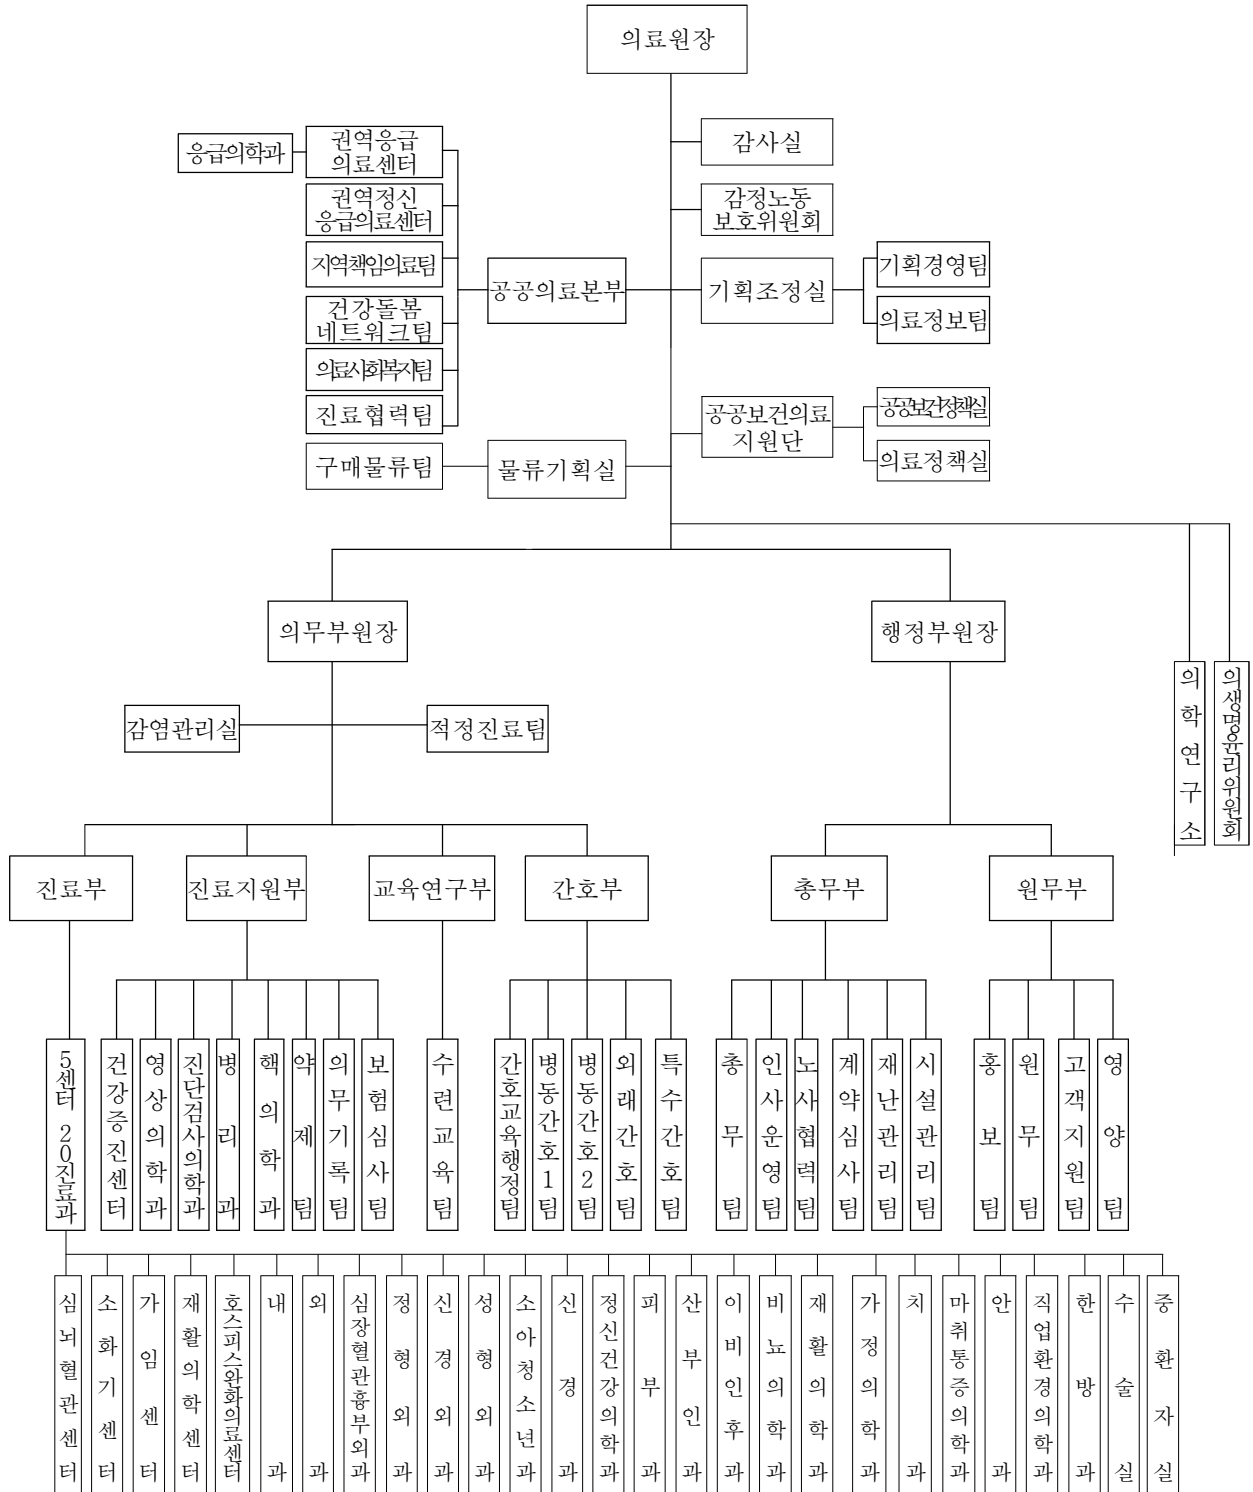 의료원장
감사실
응급의학과
권역응급
의료센터
권역정신
응급의료센터
감정노동
보호위원회
지역책임의료팀
공공의료본부
기획조정실
기획경영팀
의료정보팀
건강돌봄
네트워크팀
의료사회복지팀
진료협력팀
공공보건의료
지원단
공공보건정책실
의료정책실
구매물류팀
물류기획실
의무부원장
행정부원장
의학연구소
의생명윤리위원회
감염관리실
적정진료팀
진료부
진료지원부
교육연구부
간호부
총무부
원무부
5센터 20진료과
건강증진센터
영상의학과
진단검사의학과
병리과
핵의학과
약제팀
의무기록팀
보험심사팀
수련교육팀
간호교육행정팀
병동간호1팀
병동간호2팀
외래간호팀
특수간호팀
총무팀
인사운영팀
노사협력팀
계약심사팀
재난관리팀
시설관리팀
홍보팀
원무팀
고객지원팀
영양팀
심뇌혈관센터
소화기센터
가임센터
재활의학센터
호스피스완화의료센터
내과
외과
심장혈관흉부외과
정형외과
신경외과
성형외과
소아청소년과
신경과
정신건강의학과
피부과
산부인과
이비인후과
비뇨의학과
재활의학과
가정의학과
치과
마취통증의학과
안과
직업환경의학과
한방과
수술실
중환자실